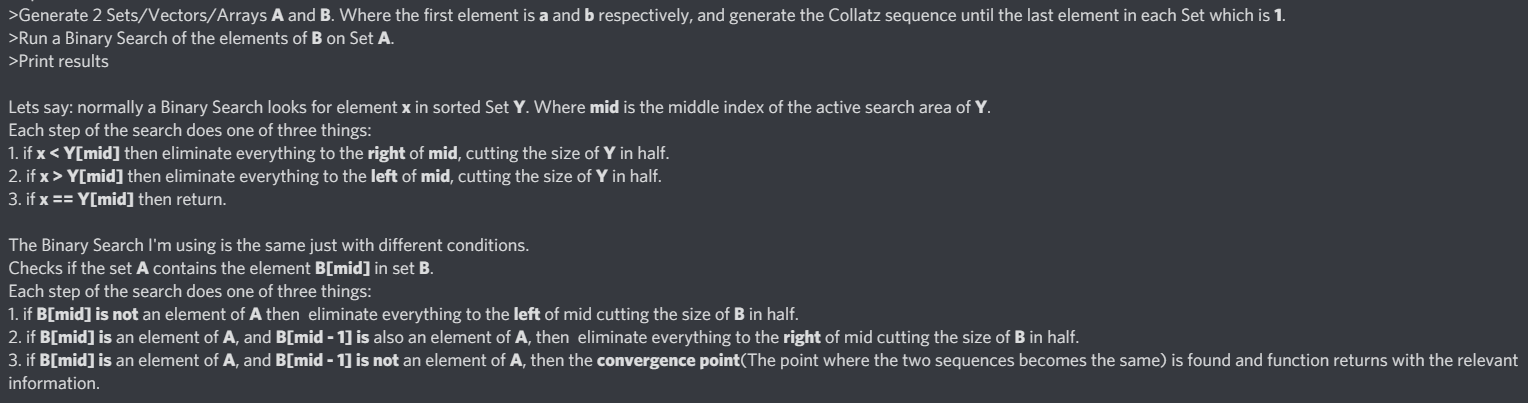 >Generate 2 Sets/Vectors/Arrays A and B. Where the first element is a and b respectively, and generate the Collatz sequence until the last element in each Set which is 1.
>Run a Binary Search of the elements of B on Set A.
>Print results
Lets say: normally a Binary Search looks for element x in sorted Set Y. Where mid is the middle index of the active search area of Y.
Each step of the search does one of three things:
1. if x < Y[mid] then eliminate everything to the right of mid, cutting the size of Y in half.
2. if x > Y[mid] then eliminate everything to the left of mid, cutting the size of Y in half.
3. if x == Y[mid] then return.
The Binary Search I'm using is the same just with different conditions.
Checks if the set A contains the element B[mid] in set B.
Each step of the search does one of three things:
1. if B[mid] is not an element of A then  eliminate everything to the left of mid cutting the size of B in half.
2. if B[mid] is an element of A, and B[mid - 1] is also an element of A, then  eliminate everything to the right of mid cutting the size of B in half.
3. if B[mid] is an element of A, and B[mid - 1] is not an element of A, then the convergence point(The point where the two sequences becomes the same) is found and function returns with the relevant
information.